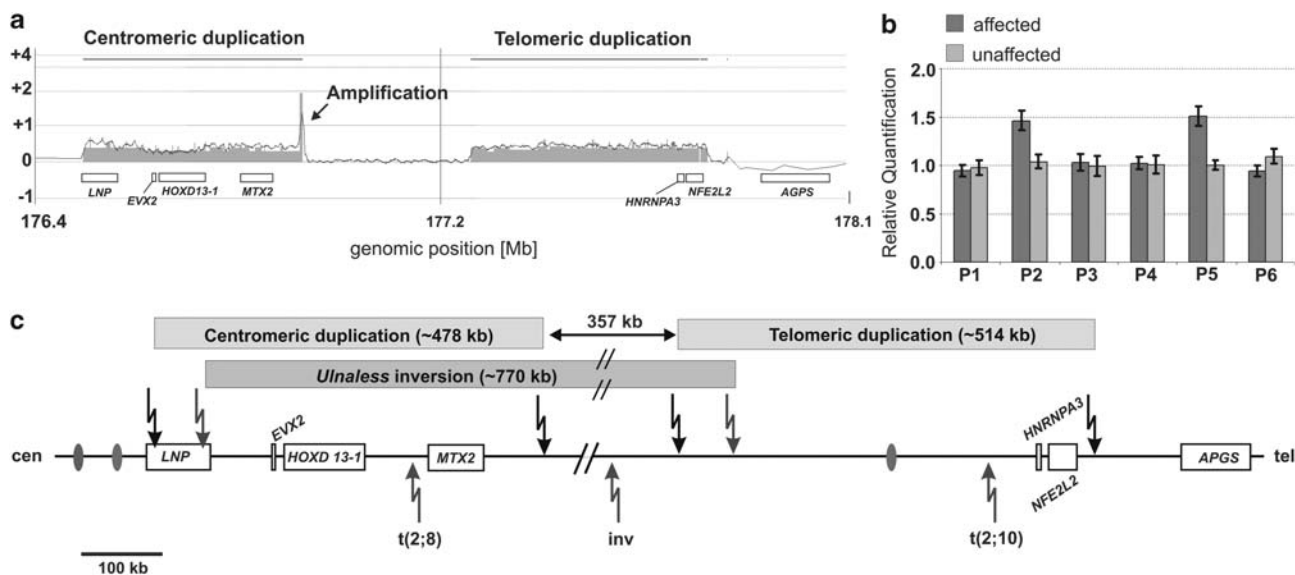 a
Centromeric duplication
Telomeric duplication
+4
+2
Amplification
+1
0
-1
LNP
EVX2
HOXD13-1
MTX2
HNRNPA3
NFE2L2
AGPS
176.4
177.2
178.1
genomic position [Mb]
b
affected
unaffected
Relative Quantification
2.0
1.5
1.0
0.5
0.0
P1 P2 P3 P4 P5 P6
c
Centromeric duplication (~478 kb)
357 kb
Telomeric duplication (~514 kb)
Ulnaless inversion (~770 kb)
cen
LNP
EVX2
HOXD 13-1
MTX2
HNRNPA3
NFE2L2
APGS
tel
t(2;8)
inv
t(2;10)
100 kb